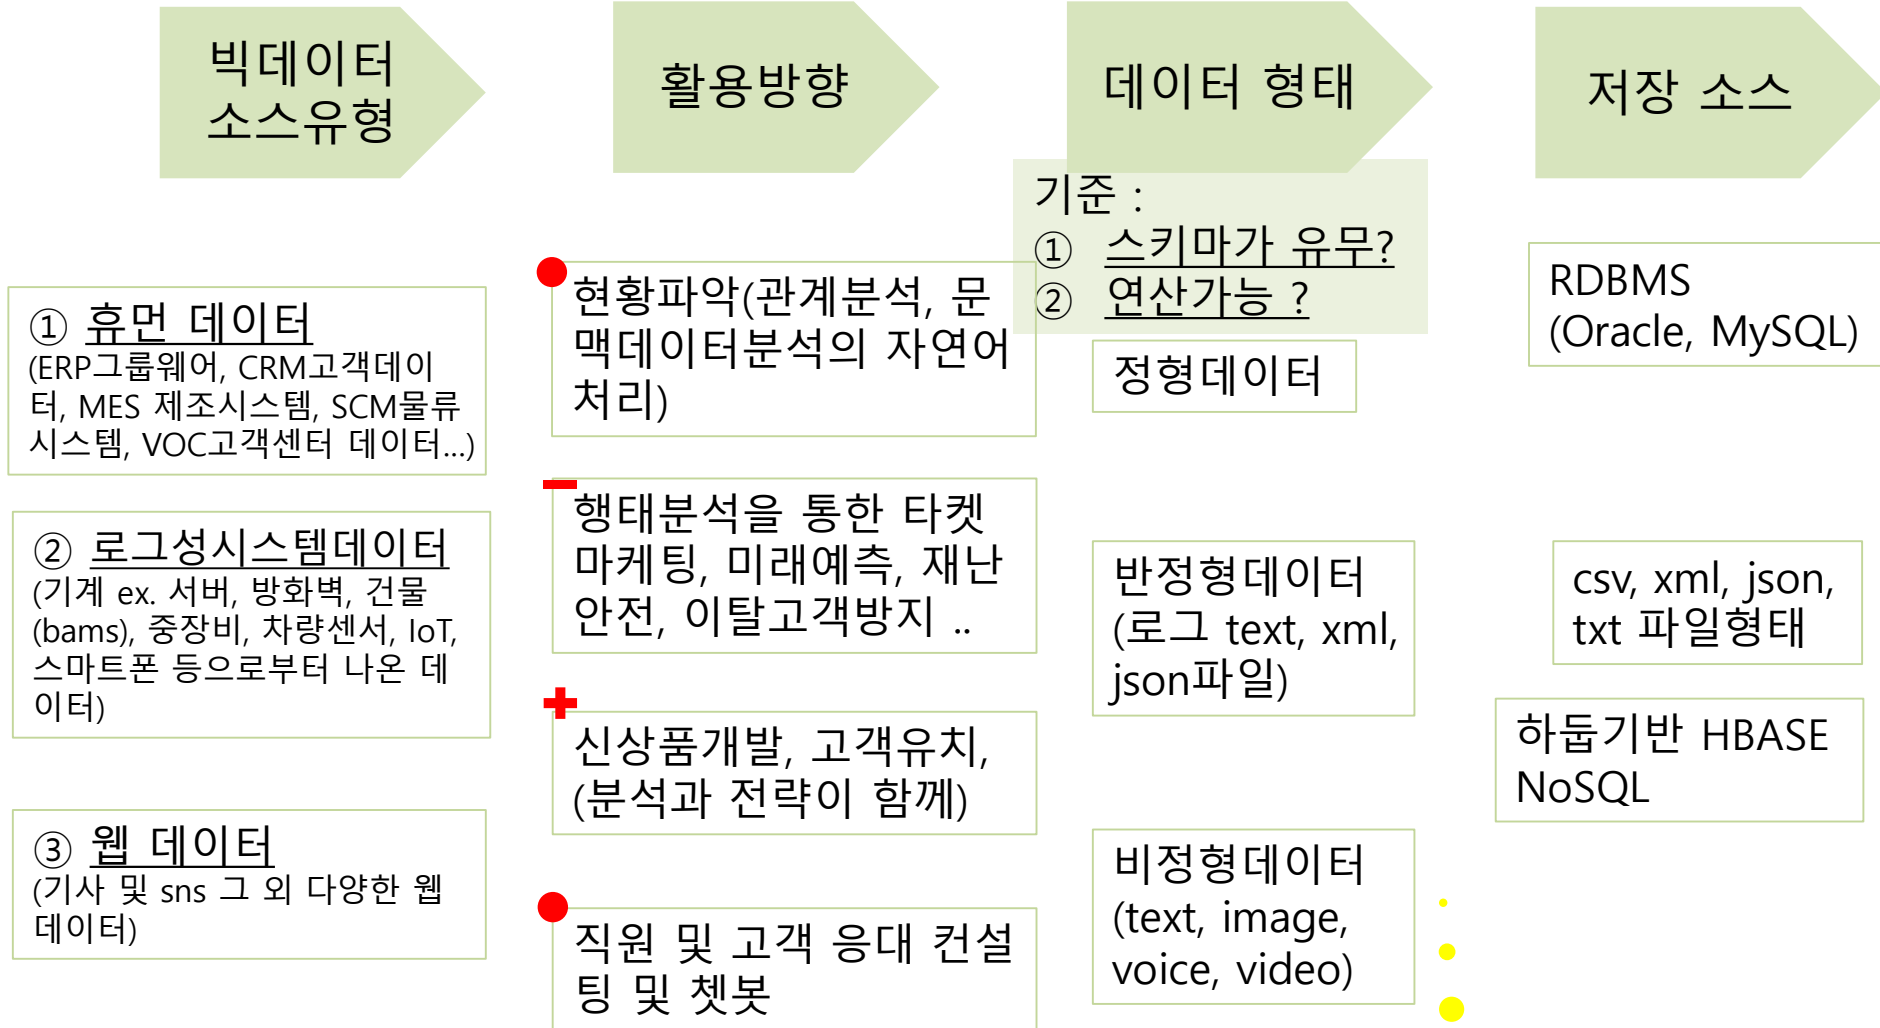 빅데이터
소스유형
활용방향
데이터 형태
저장 소스
① 휴먼 데이터
(ERP그룹웨어, CRM고객데이
터, MES 제조시스템, SCM물류
시스템, VOC고객센터 데이터...)
② 로그성시스템데이터
(기계 ex. 서버, 방화벽, 건물
(bams), 중장비, 차량센서, IoT,
스마트폰 등으로부터 나온 데
이터)
③ 웹 데이터
(기사 및 sns 그 외 다양한 웹
데이터)
현황파악(관계분석, 문
맥데이터분석의 자연어
처리)
행태분석을 통한 타켓
마케팅, 미래예측, 재난
안전, 이탈고객방지 ..
신상품개발, 고객유치,
(분석과 전략이 함께)
직원 및 고객 응대 컨설
팅 및 쳇봇
기준 :
① 스키마가 유무?
② 연산가능 ?
정형데이터
반정형데이터
(로그 text, xml,
json파일)
비정형데이터
(text, image,
voice, video)
RDBMS
(Oracle, MySQL)
csv, xml, json,
txt 파일형태
하둡기반 HBASE
NoSQL